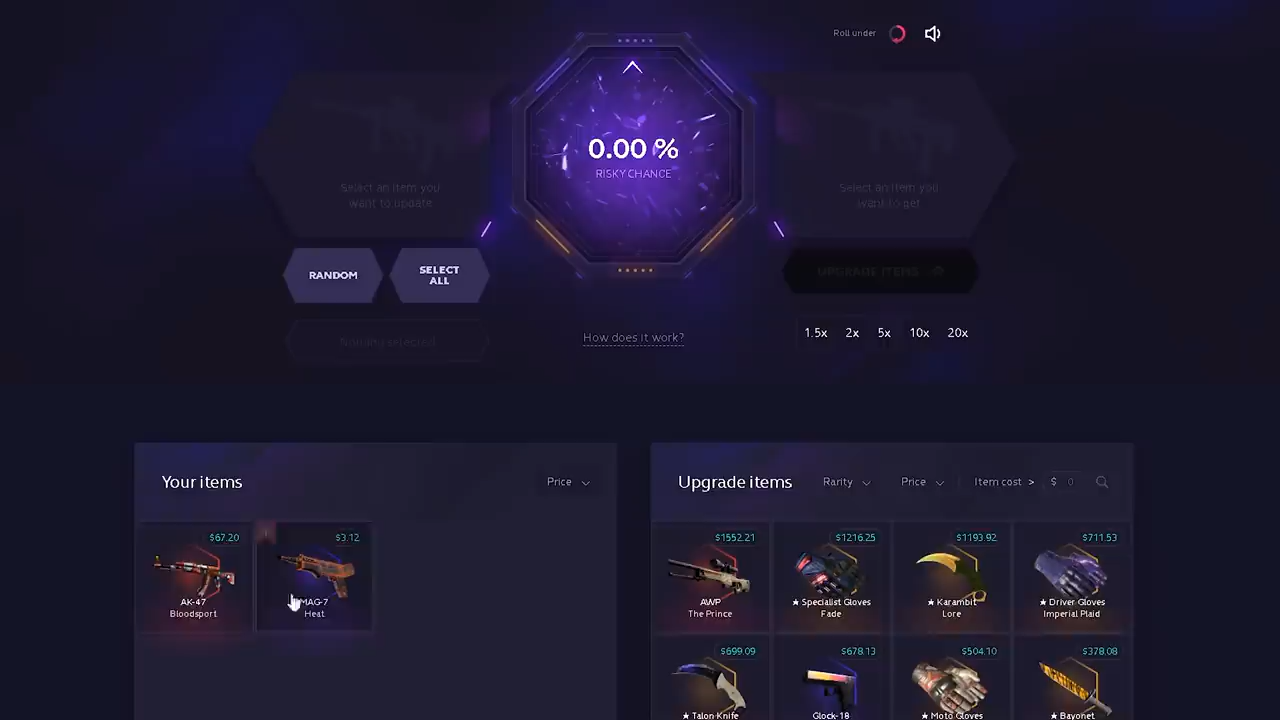 Roll under
0.00 %
RISKY CHANCE
Select an item you
want to update
Select an item you
want to get
RANDOM
SELECT
ALL
UPGRADE ITEMS
How does it work?
1.5x 2x 5x 10x 20x
Your items
Price
Upgrade items
Rarity
Price
Item cost >
$ 0
$67.20
AK-47
Bloodsport
$3.12
MAG-7
Heat
$1552.21
AWP
The Prince
$1216.25
★ Specialist Gloves
Fade
$1193.92
★ Karambit
Lore
$711.53
★ Driver Gloves
Imperial Plaid
$699.09
★ Talon Knife
$678.13
Glock-18
$504.10
★ Moto Gloves
$378.08
★ Bayonet